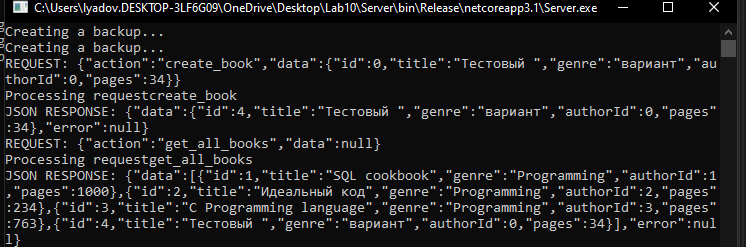 C:\Users\lyadov.DESKTOP-3LF6G09\OneDrive\Desktop\Lab10\Server\bin\Release\netcoreapp3.1\Server.exe
Creating a backup...
Creating a backup...
REQUEST: {"action":"create_book","data":{"id":0,"title":"Тестовый ","genre":"вариант","au
thorId":0,"pages":34}}
Processing requestcreate_book
JSON RESPONSE: {"data":{"id":4,"title":"Тестовый ","genre":"вариант","authorId":0,"pages"
:34},"error":null}
REQUEST: {"action":"get_all_books","data":null}
Processing requestget_all_books
JSON RESPONSE: {"data":[{"id":1,"title":"SQL cookbook","genre":"Programming","authorId":1
,"pages":1000},{"id":2,"title":"Идеальный код","genre":"Programming","authorId":2,"pages"
:234},{"id":3,"title":"C Programming language","genre":"Programming","authorId":3,"pages"
:763},{"id":4,"title":"Тестовый ","genre":"вариант","authorId":0,"pages":34}],"error":nul
l}